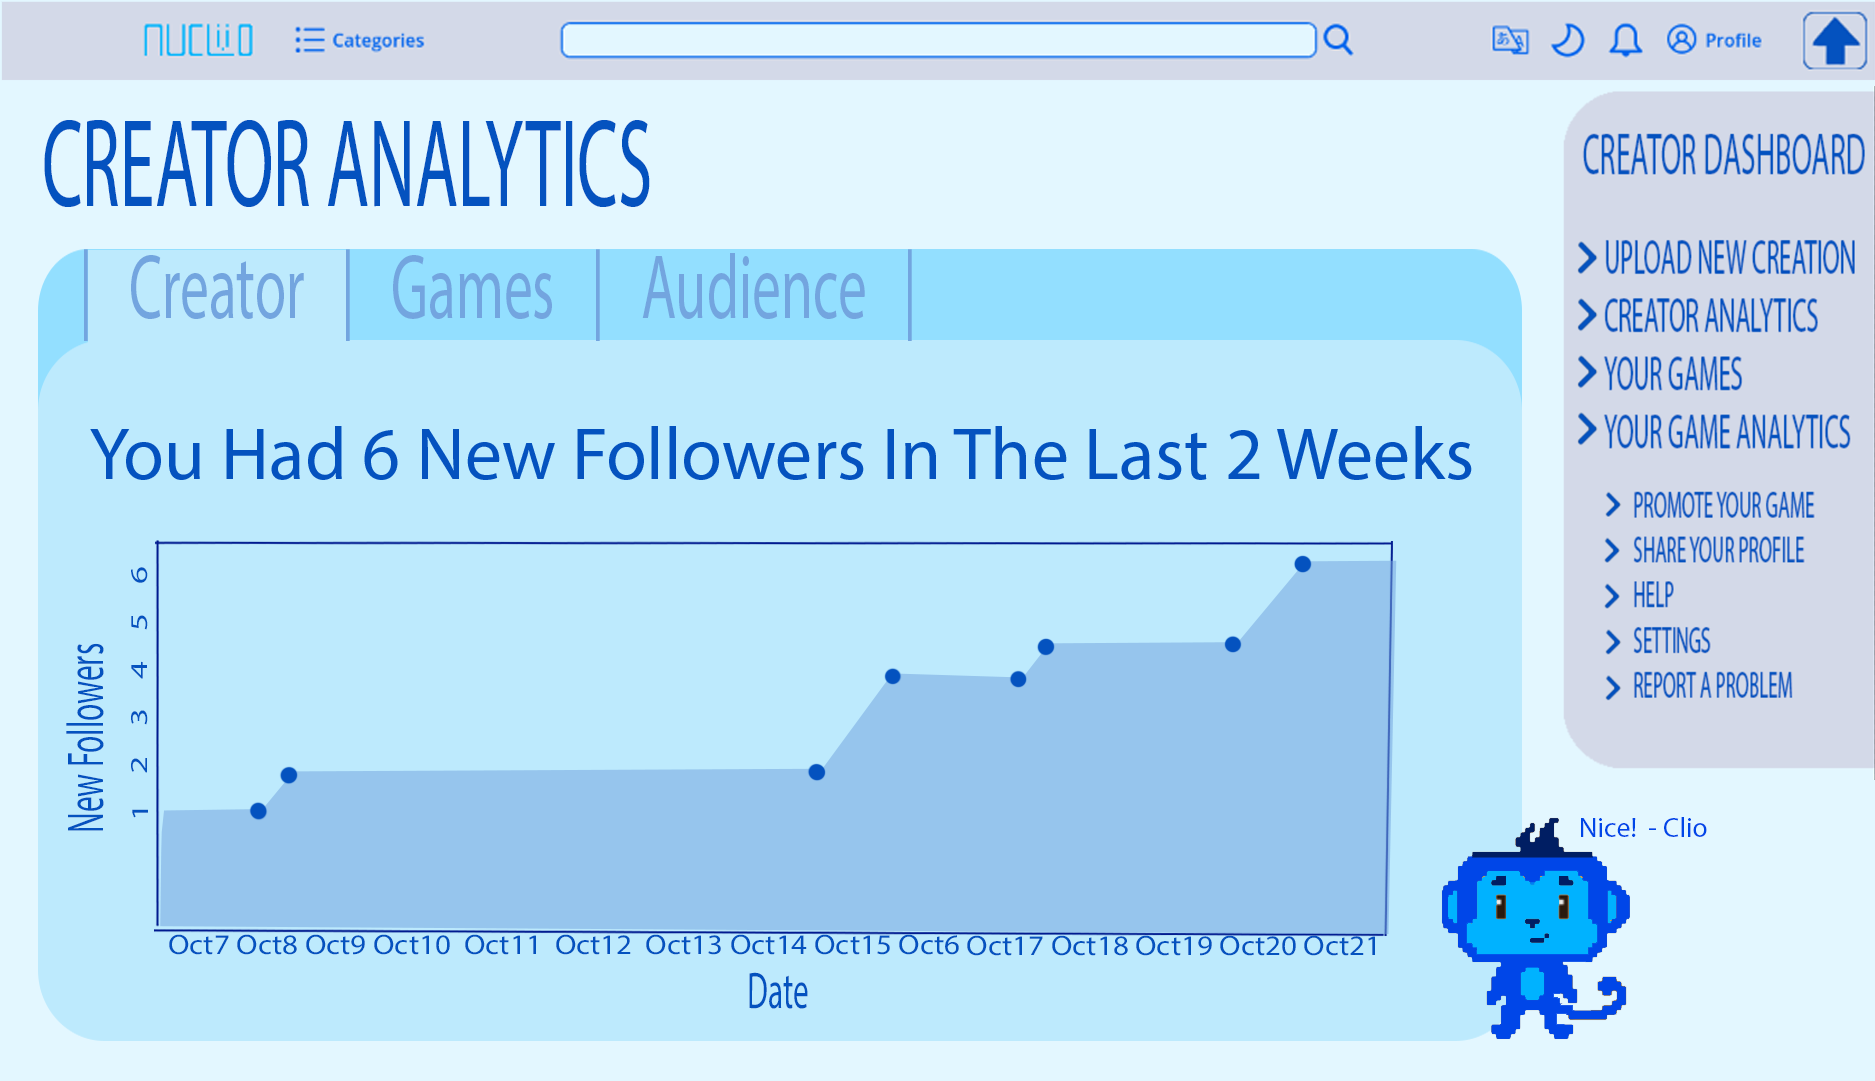 NUCLIO
Categories
Profile
CREATOR ANALYTICS
Creator
Games
Audience
You Had 6 New Followers In The Last 2 Weeks
New Followers
6
5
4
3
2
1
Oct7 Oct8 Oct9 Oct10 Oct11 Oct12 Oct13 Oct14 Oct15 Oct6 Oct17 Oct18 Oct19 Oct20 Oct21
Date
CREATOR DASHBOARD
UPLOAD NEW CREATION
CREATOR ANALYTICS
YOUR GAMES
YOUR GAME ANALYTICS
PROMOTE YOUR GAME
SHARE YOUR PROFILE
HELP
SETTINGS
REPORT A PROBLEM
Nice! - Clio